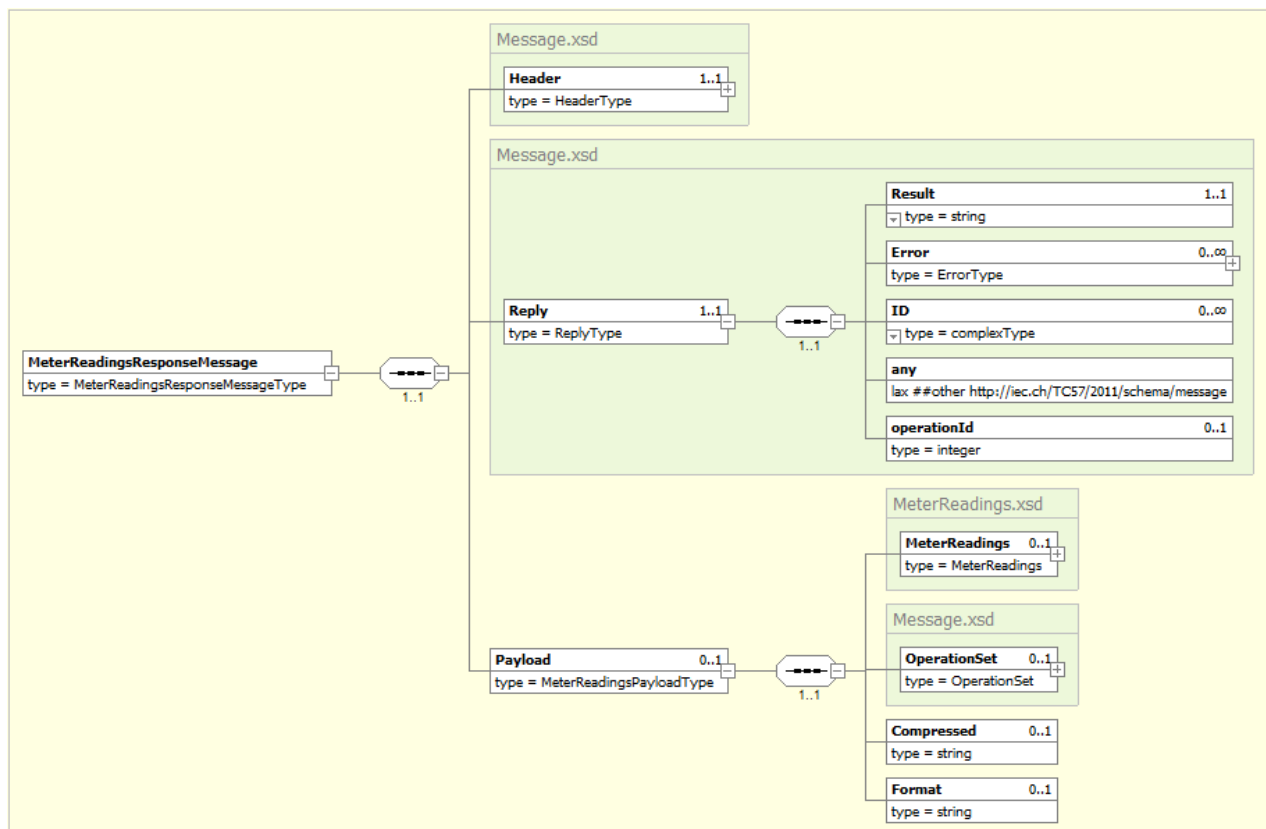 Message.xsd
Header 1..1
type = HeaderType
Message.xsd
Result 1..1
type = string
Error 0..∞
type = ErrorType
Reply 1..1
type = ReplyType
1..1
ID 0..∞
type = complexType
any
lax ##other http://iec.ch/TC57/2011/schema/message
operationId 0..1
type = integer
MeterReadingsResponseMessage
type = MeterReadingsResponseMessageType
1..1
MeterReadings.xsd
MeterReadings 0..1
type = MeterReadings
Message.xsd
OperationSet 0..1
type = OperationSet
Payload 0..1
type = MeterReadingsPayloadType
1..1
Compressed 0..1
type = string
Format 0..1
type = string